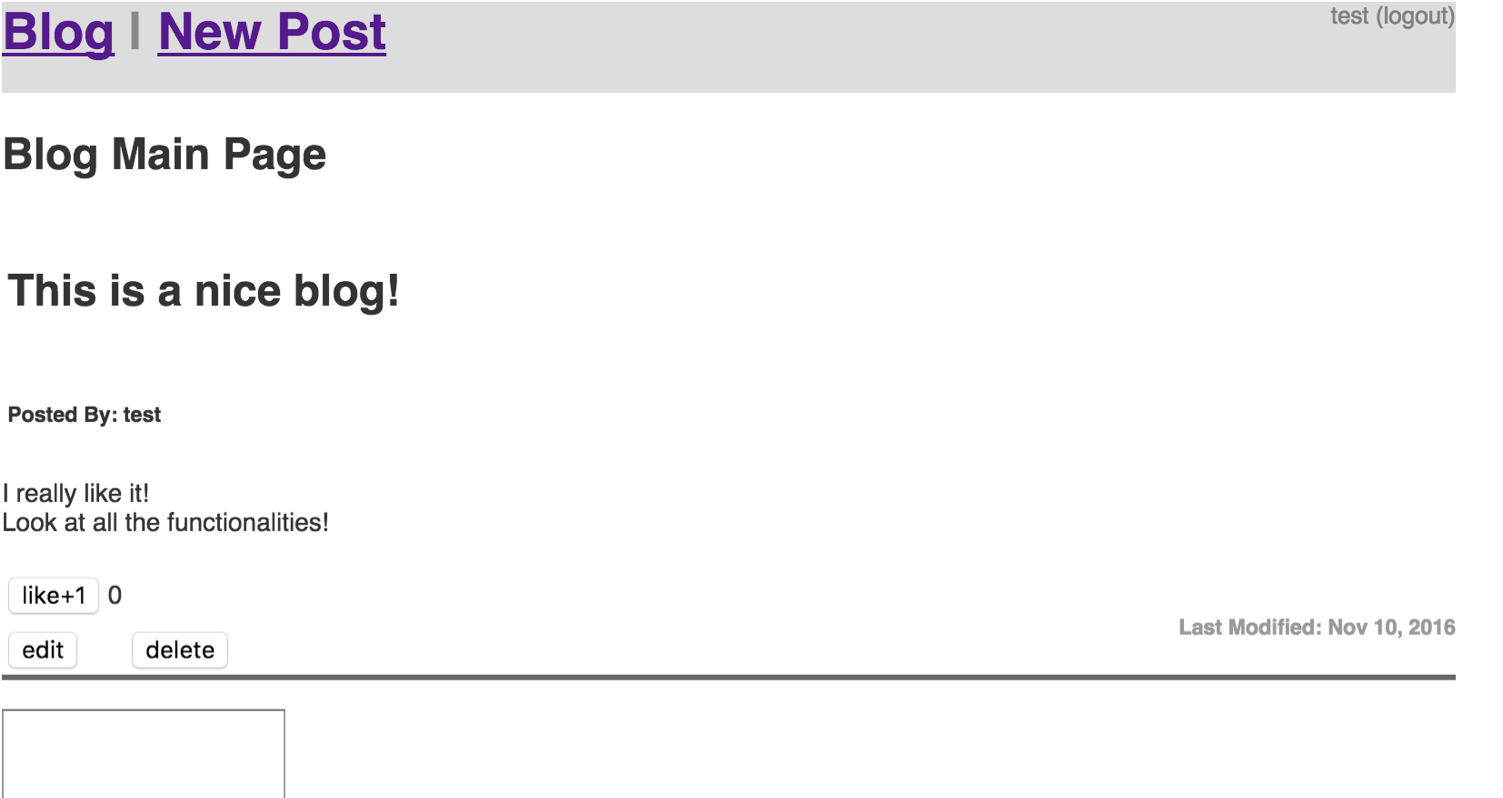 Blog | New Post
test (logout)
Blog Main Page
This is a nice blog!
Posted By: test
I really like it!
Look at all the functionalities!
like+1 0
Last Modified: Nov 10, 2016
edit delete